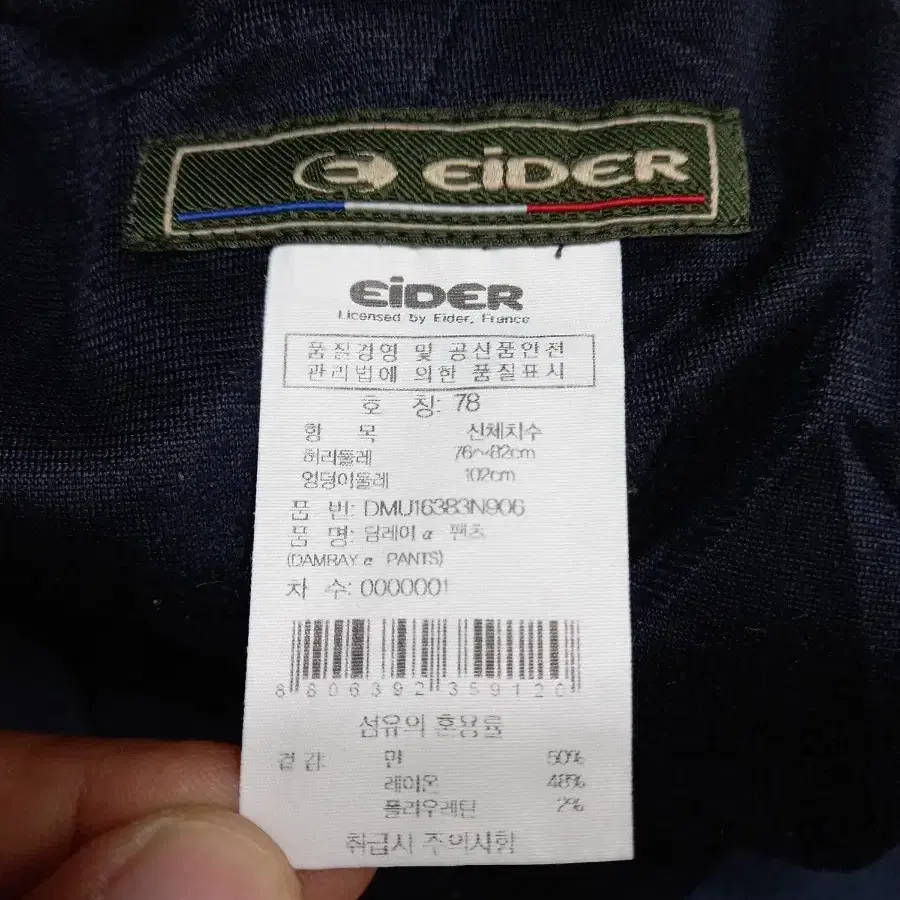 EiDER
EiDER
Licensed by Eider, France
품질경영 및 공산품안전
관리법에 의한 품질표시
호 칭: 78
항 목 신체치수
허리둘레 76~82cm
엉덩이둘레 102cm
품 번: DMU16383N906
품 명: 담레이 α 팬츠
(DAMRAY α PANTS)
차 수: 0000001
8 806392 359120
섬유의 혼용률
겉감: 면 50%
레이온 48%
폴리우레탄 2%
취급시 주의사항